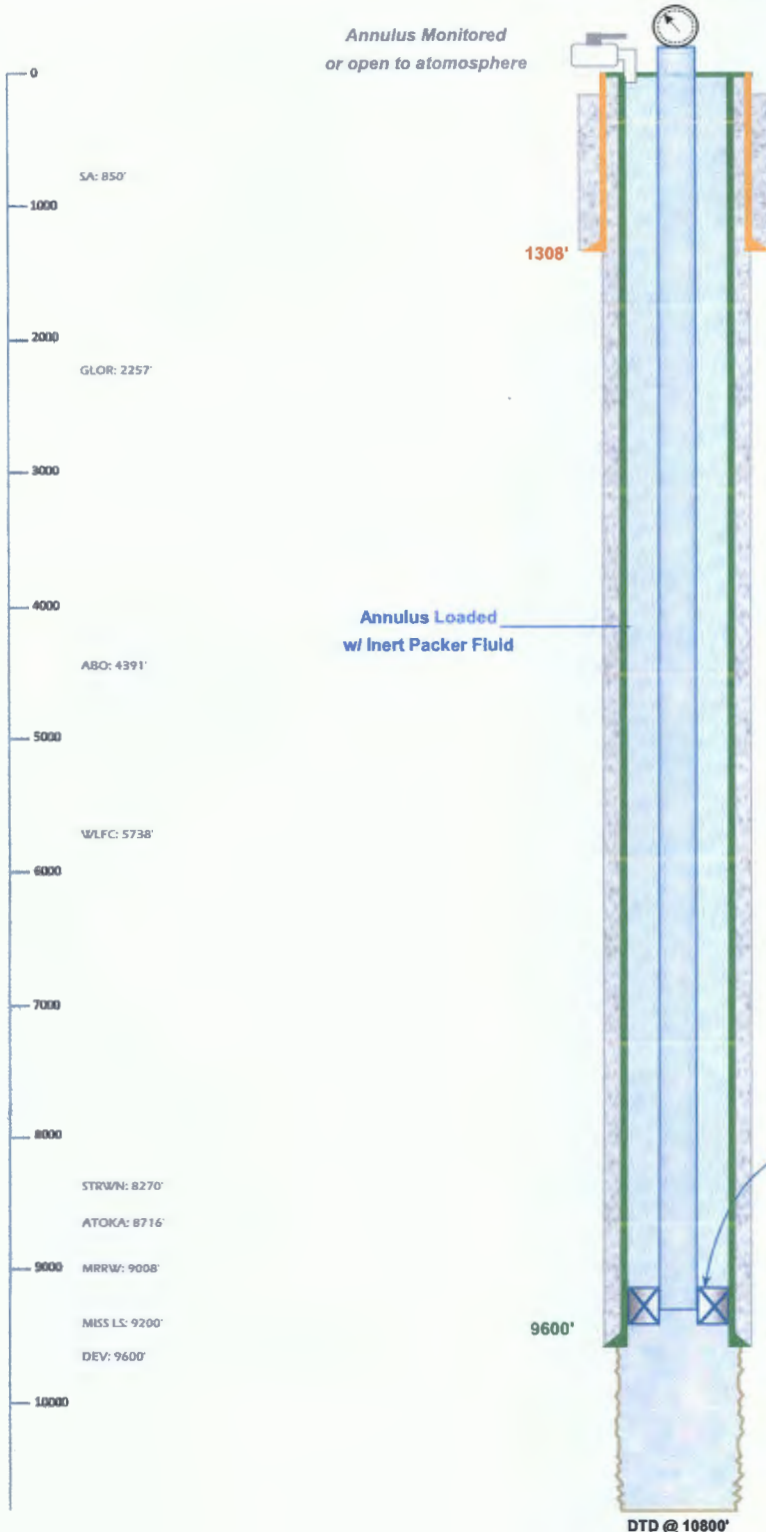 Annulus Monitored
or open to atomosphere
0
SA: 850'
1000
1308'
2000
GLOR: 2257'
3000
4000
Annulus Loaded
w/ Inert Packer Fluid
ABO: 4391'
5000
WLFC: 5738'
6000
7000
8000
STRWN: 8270'
ATOKA: 8716'
9000
MRRW: 9008'
MISS LS: 9200'
9600'
DEV: 9600'
10000
DTD @ 10800'